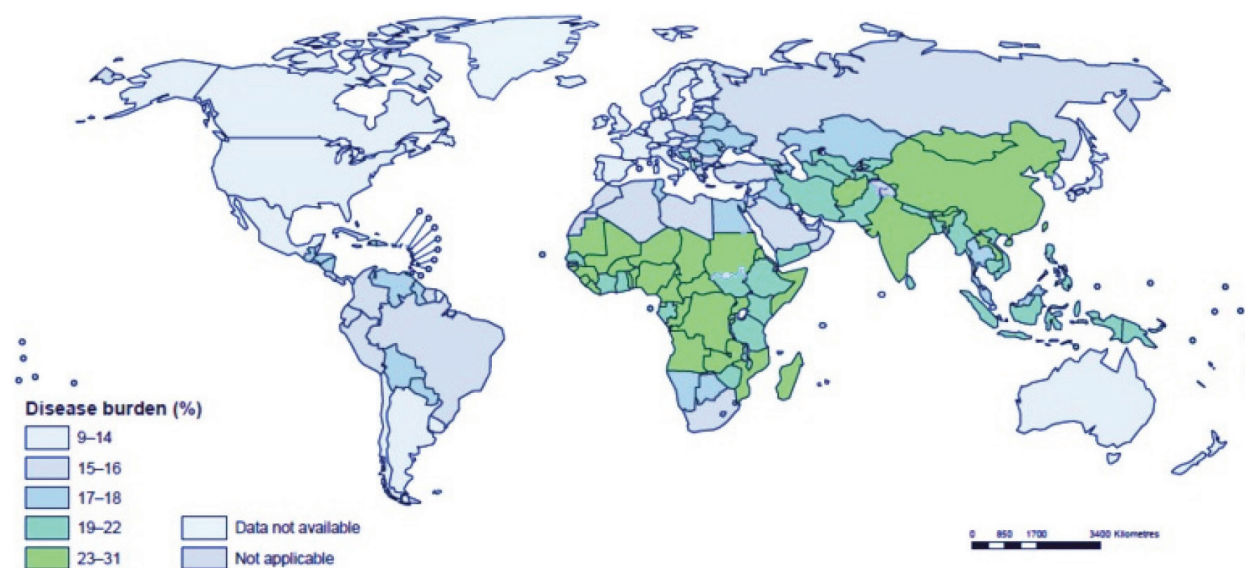 Disease burden (%)
9–14
15–16
17–18
19–22
23–31
Data not available
Not applicable
0 850 1700 3400 Kilometres